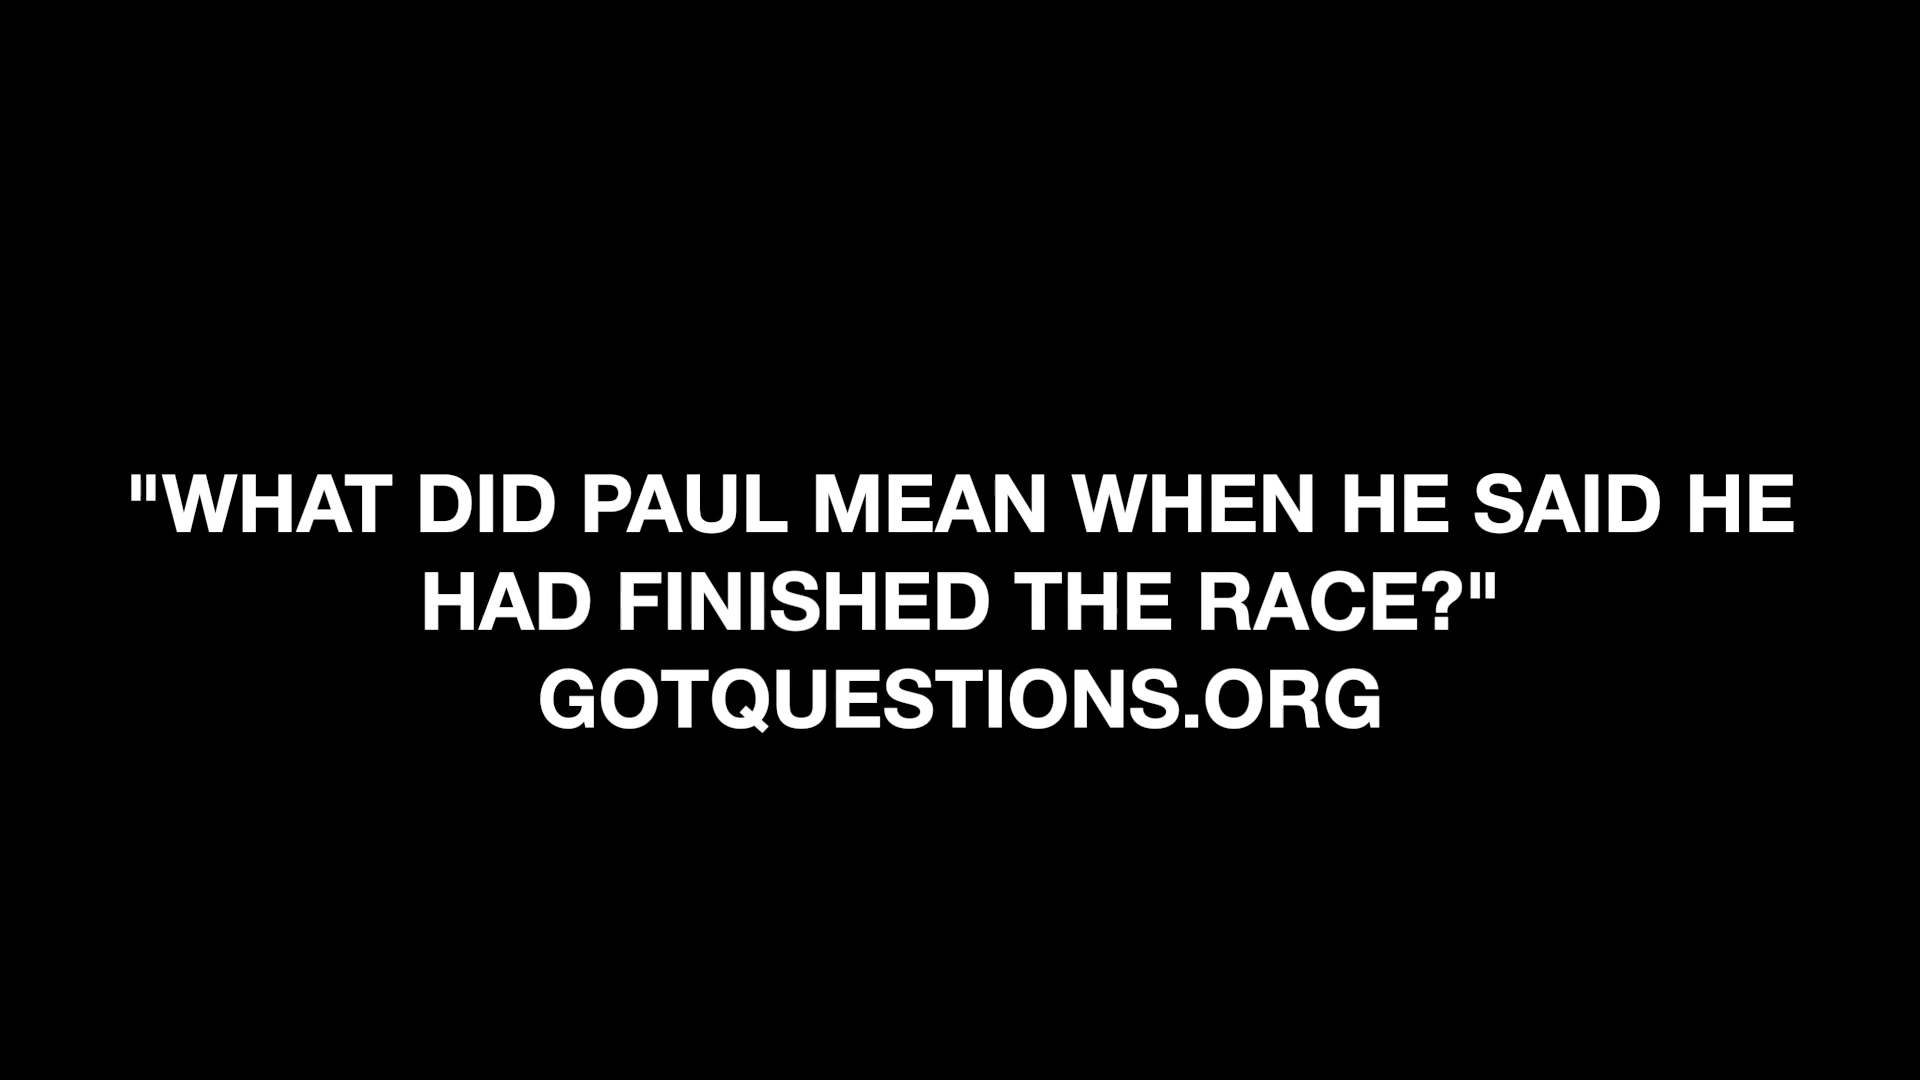 "WHAT DID PAUL MEAN WHEN HE SAID HE
HAD FINISHED THE RACE?"
GOTQUESTIONS.ORG